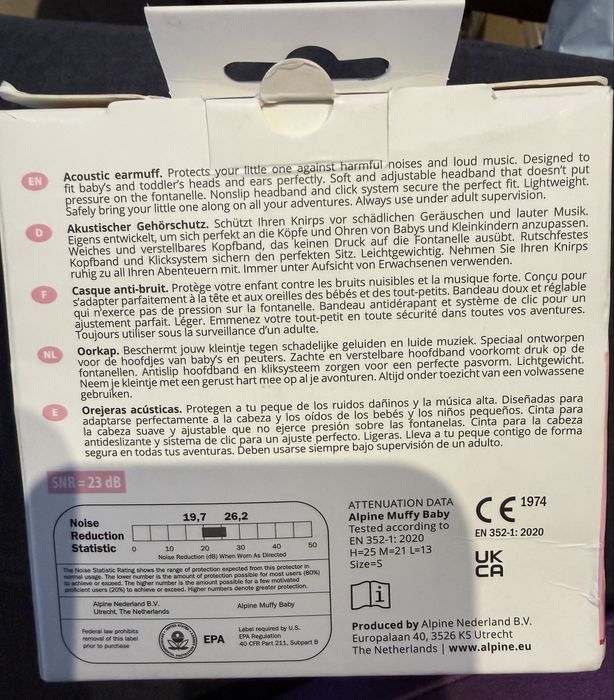 EN
Acoustic earmuff. Protects your little one against harmful noises and loud music. Designed to
fit baby's and toddler's heads and ears perfectly. Soft and adjustable headband that doesn't put
pressure on the fontanelle. Nonslip headband and click system secure the perfect fit. Lightweight.
Safely bring your little one along on all your adventures. Always use under adult supervision.
D
Akustischer Gehörschutz. Schützt Ihren Knirps vor schädlichen Geräuschen und lauter Musik.
Eigens entwickelt, um sich perfekt an die Köpfe und Ohren von Babys und Kleinkindern anzupassen.
Weiches und verstellbares Kopfband, das keinen Druck auf die Fontanelle ausübt. Rutschfestes
Kopfband und Klicksystem sichern den perfekten Sitz. Leichtgewichtig. Nehmen Sie Ihren Knirps
ruhig zu all Ihren Abenteuern mit. Immer unter Aufsicht von Erwachsenen verwenden.
F
Casque anti-bruit. Protège votre enfant contre les bruits nuisibles et la musique forte. Conçu pour
s'adapter parfaitement à la tête et aux oreilles des bébés et des tout-petits. Bandeau doux et réglable
qui n'exerce pas de pression sur la fontanelle. Bandeau antidérapant et système de clic pour un
ajustement parfait. Léger. Emmenez votre tout-petit en toute sécurité dans toutes vos aventures.
Toujours utiliser sous la surveillance d'un adulte.
NL
Oorkap. Beschermt jouw kleintje tegen schadelijke geluiden en luide muziek. Speciaal ontworpen
voor de hoofdjes van baby's en peuters. Zachte en verstelbare hoofdband voorkomt druk op de
fontanellen. Antislip hoofdband en kliksysteem zorgen voor een perfecte pasvorm. Lichtgewicht.
Neem je kleintje met een gerust hart mee op al je avonturen. Altijd onder toezicht van een volwassene
gebruiken.
E
Orejeras acústicas. Protegen a tu peque de los ruidos dañinos y la música alta. Diseñadas para
adaptarse perfectamente a la cabeza y los oídos de los bebés y los niños pequeños. Cinta para
la cabeza suave y ajustable que no ejerce presión sobre las fontanelas. Cinta para la cabeza
antideslizante y sistema de clic para un ajuste perfecto. Ligeras. Lleva a tu peque contigo de forma
segura en todas tus aventuras. Deben usarse siempre bajo supervisión de un adulto.
SNR = 23 dB
Noise
Reduction
Statistic
19,7 26,2
0 10 20 30 40 50
Noise Reduction (dB) When Worn As Directed
The Noise Statistic Rating shows the range of protection expected from this protector in
normal usage. The lower number is the amount of protection possible for most users (80%)
to achieve or exceed. The higher number is the amount possible for a few motivated
proficient users (20%) to achieve or exceed. Higher numbers denote greater protection.
Alpine Nederland B.V.
Utrecht, The Netherlands
Alpine Muffy Baby
Federal law prohibits
removal of this label
prior to purchase
EPA
Label required by U.S.
EPA Regulation
40 CFR Part 211, Subpart B
ATTENUATION DATA
Alpine Muffy Baby
Tested according to
EN 352-1: 2020
H=25 M=21 L=13
Size=S
CE 1974
EN 352-1: 2020
UK
CA
i
Produced by Alpine Nederland B.V.
Europalaan 40, 3526 KS Utrecht
The Netherlands | www.alpine.eu